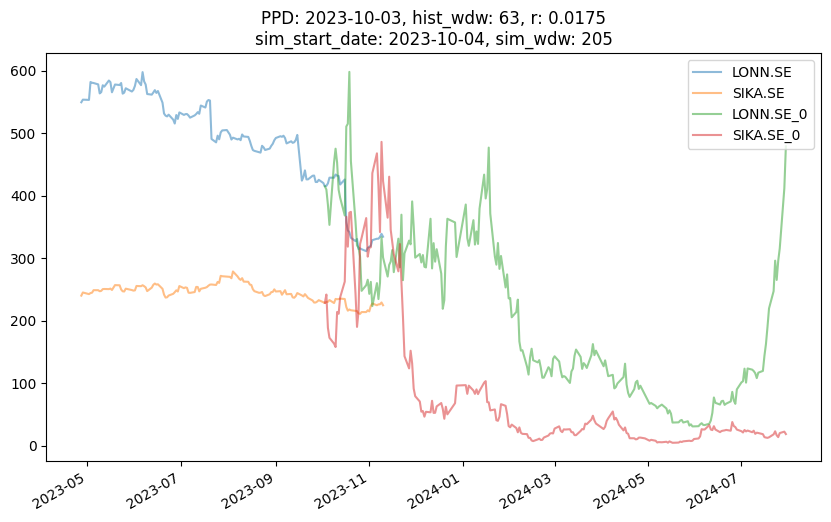 PPD: 2023-10-03, hist_wdw: 63, r: 0.0175
sim_start_date: 2023-10-04, sim_wdw: 205
LONN.SE
SIKA.SE
LONN.SE_0
SIKA.SE_0
600
500
400
300
200
100
0
2023-05
2023-07
2023-09
2023-11
2024-01
2024-03
2024-05
2024-07